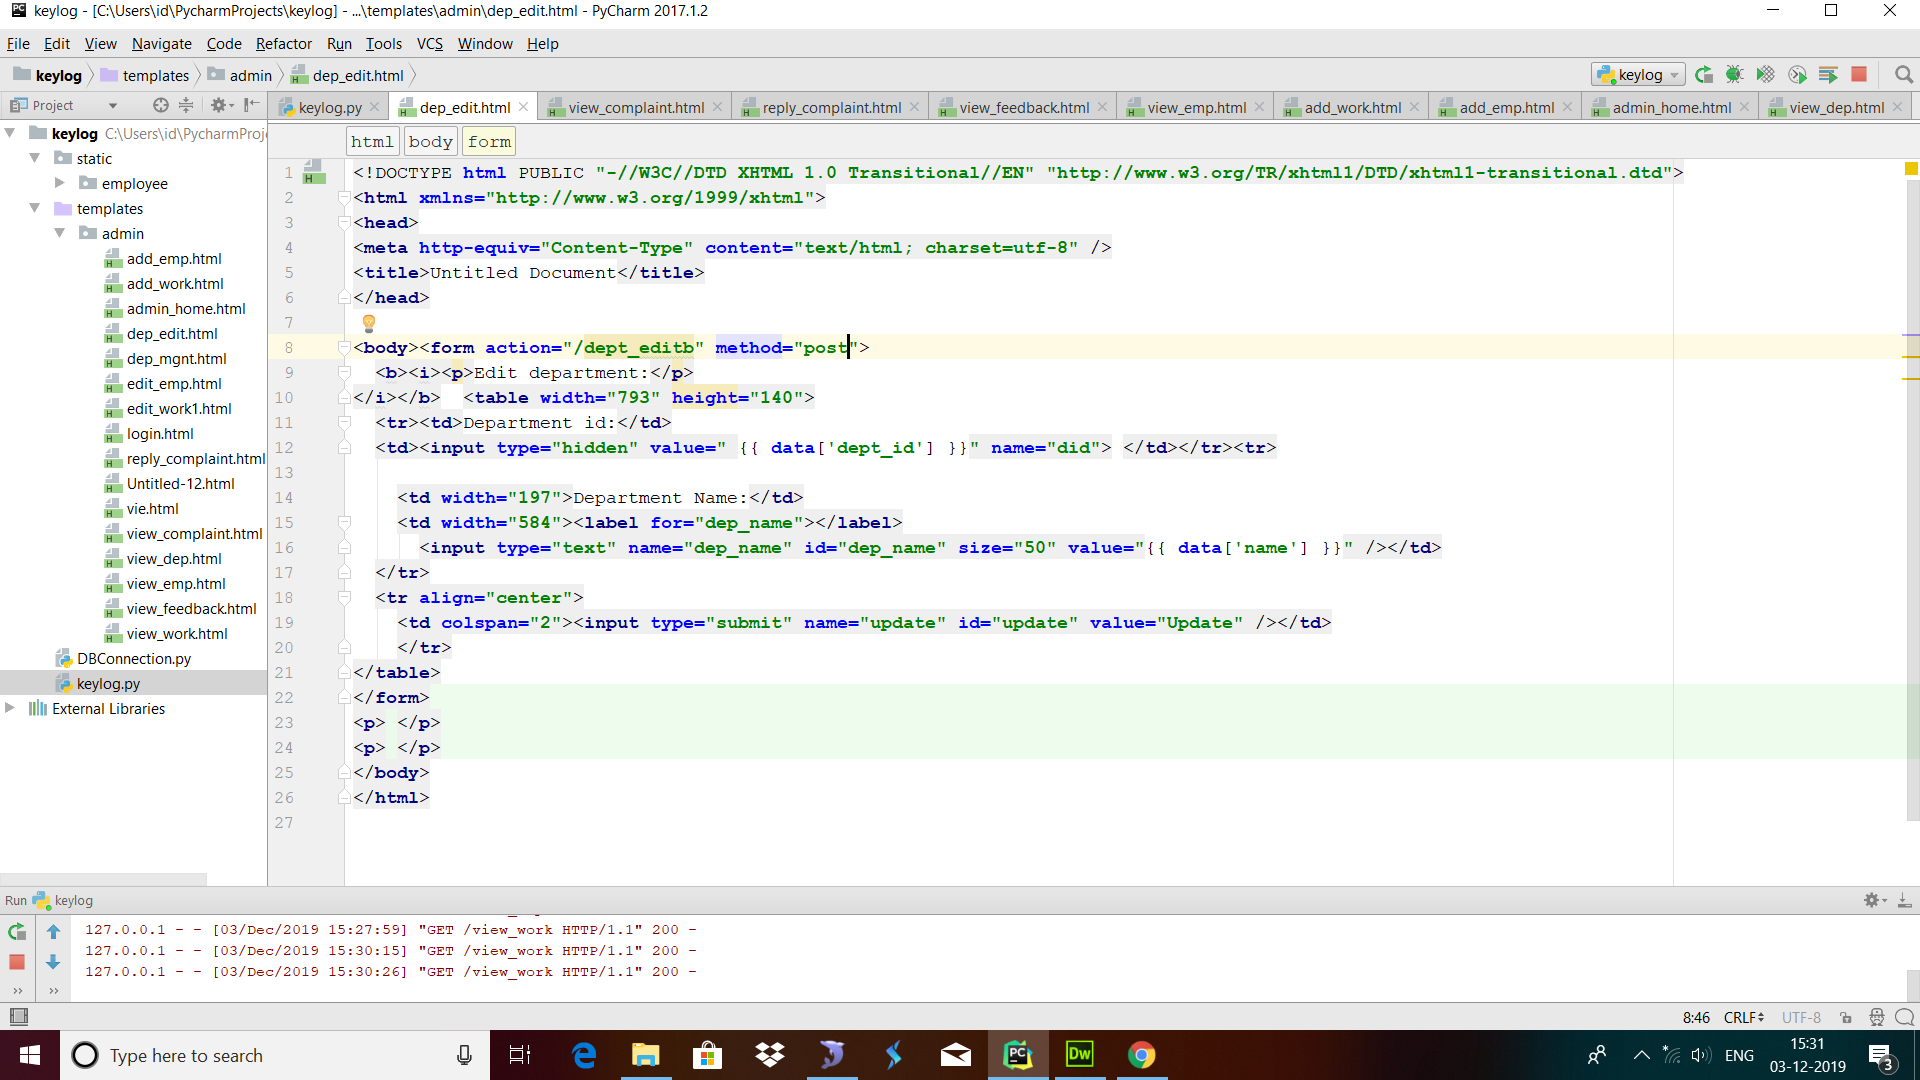 keylog - [C:\Users\id\PycharmProjects\keylog] - ...\templates\admin\dep_edit.html - PyCharm 2017.1.2
File Edit View Navigate Code Refactor Run Tools VCS Window Help
keylog templates admin dep_edit.html keylog
Project keylog.py dep_edit.html view_complaint.html reply_complaint.html view_feedback.html view_emp.html add_work.html add_emp.html admin_home.html view_dep.html
html body form
keylog C:\Users\id\PycharmProj
static
employee
templates
admin
add_emp.html
add_work.html
admin_home.html
dep_edit.html
dep_mgnt.html
edit_emp.html
edit_work1.html
login.html
reply_complaint.html
Untitled-12.html
vie.html
view_complaint.html
view_dep.html
view_emp.html
view_feedback.html
view_work.html
DBConnection.py
keylog.py
External Libraries
1 <!DOCTYPE html PUBLIC "-//W3C//DTD XHTML 1.0 Transitional//EN" "http://www.w3.org/TR/xhtml1/DTD/xhtml1-transitional.dtd">
2 <html xmlns="http://www.w3.org/1999/xhtml">
3 <head>
4 <meta http-equiv="Content-Type" content="text/html; charset=utf-8" />
5 <title>Untitled Document</title>
6 </head>
7
8 <body><form action="/dept_editb" method="post">
9 <b><i><p>Edit department:</p>
10 </i></b> <table width="793" height="140">
11 <tr><td>Department id:</td>
12 <td><input type="hidden" value=" {{ data['dept_id'] }}" name="did"> </td></tr><tr>
13
14 <td width="197">Department Name:</td>
15 <td width="584"><label for="dep_name"></label>
16 <input type="text" name="dep_name" id="dep_name" size="50" value="{{ data['name'] }}" /></td>
17 </tr>
18 <tr align="center">
19 <td colspan="2"><input type="submit" name="update" id="update" value="Update" /></td>
20 </tr>
21 </table>
22 </form>
23 <p> </p>
24 <p> </p>
25 </body>
26 </html>
27
Run keylog
127.0.0.1 - - [03/Dec/2019 15:27:59] "GET /view_work HTTP/1.1" 200 -
127.0.0.1 - - [03/Dec/2019 15:30:15] "GET /view_work HTTP/1.1" 200 -
127.0.0.1 - - [03/Dec/2019 15:30:26] "GET /view_work HTTP/1.1" 200 -
8:46 CRLF UTF-8
Type here to search
PC
Dw
ENG
15:31
03-12-2019
3